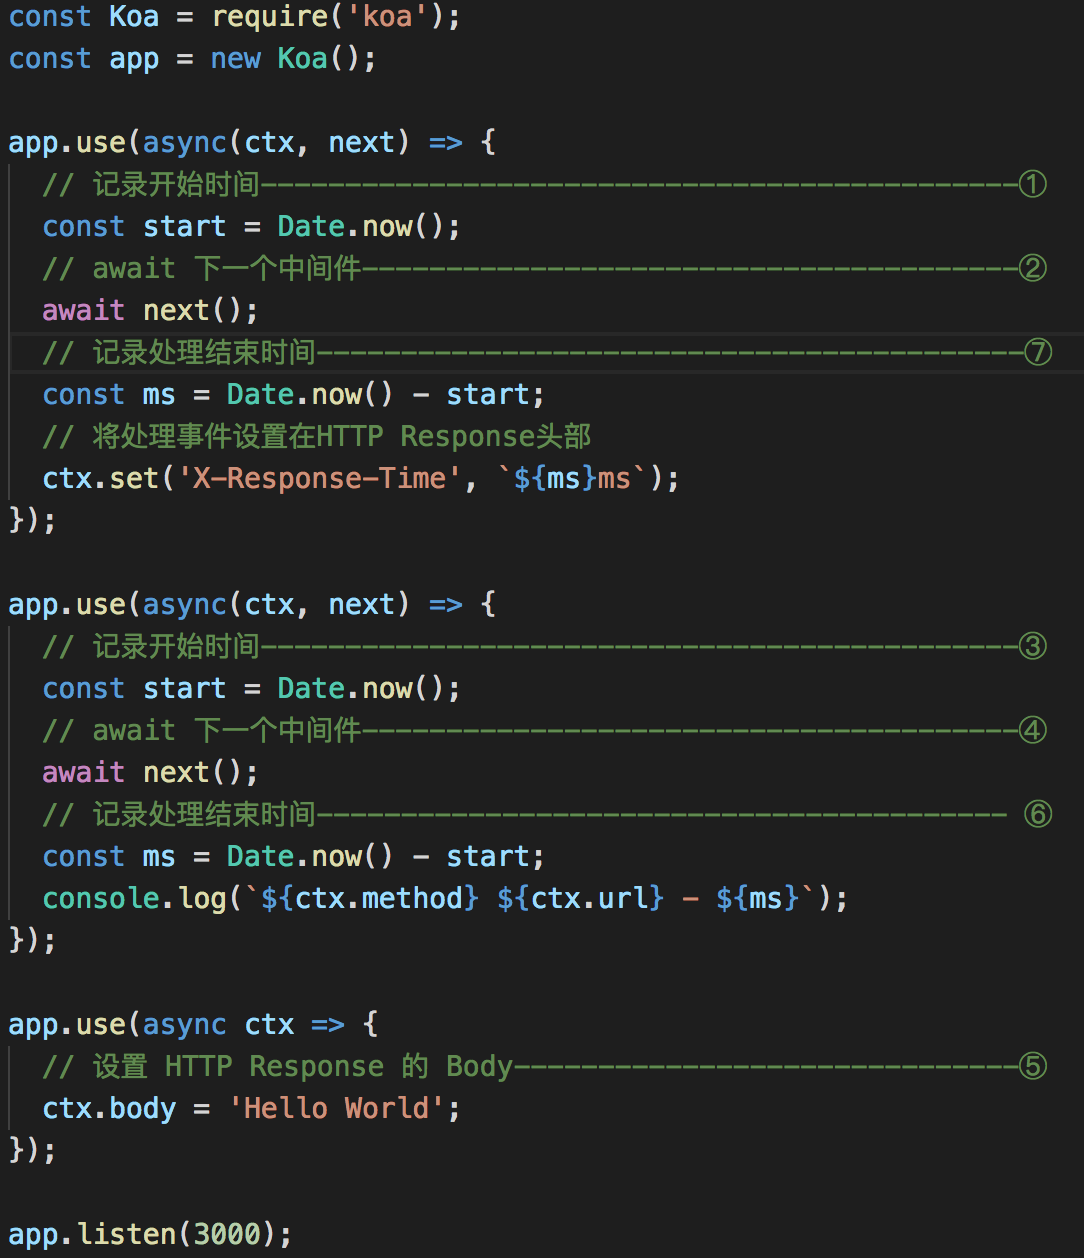 const Koa = require('koa');
const app = new Koa();
app.use(async(ctx, next) => {
// 记录开始时间---------------------------------------------①
const start = Date.now();
// await 下一个中间件---------------------------------------②
await next();
// 记录处理结束时间------------------------------------------⑦
const ms = Date.now() - start;
// 将处理事件设置在HTTP Response头部
ctx.set('X-Response-Time', `${ms}ms`);
});
app.use(async(ctx, next) => {
// 记录开始时间---------------------------------------------③
const start = Date.now();
// await 下一个中间件---------------------------------------④
await next();
// 记录处理结束时间----------------------------------------- ⑥
const ms = Date.now() - start;
console.log(`${ctx.method} ${ctx.url} - ${ms}`);
});
app.use(async ctx => {
// 设置 HTTP Response 的 Body------------------------------⑤
ctx.body = 'Hello World';
});
app.listen(3000);